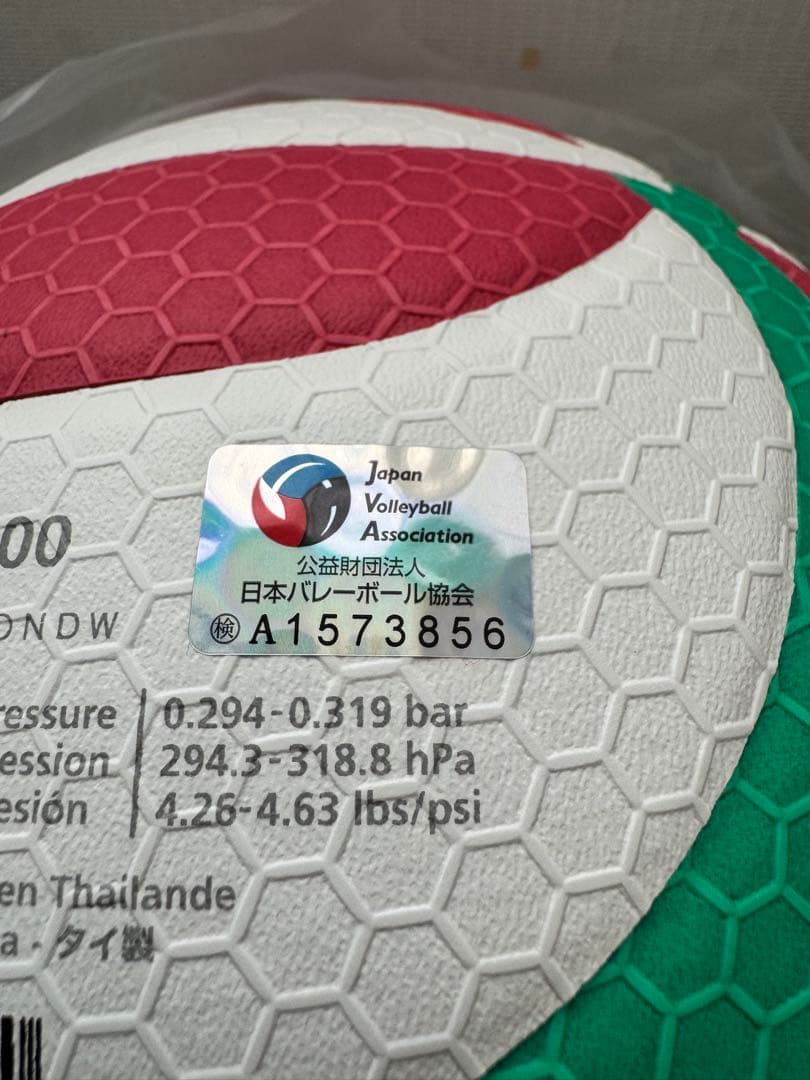 Japan
Volleyball
Association
公益財団法人
日本バレーボール協会
検 A1573856
00
ONDW
ressure 0.294-0.319 bar
ession 294.3-318.8 hPa
esión 4.26-4.63 lbs/psi
en Thaïlande
a - タイ製